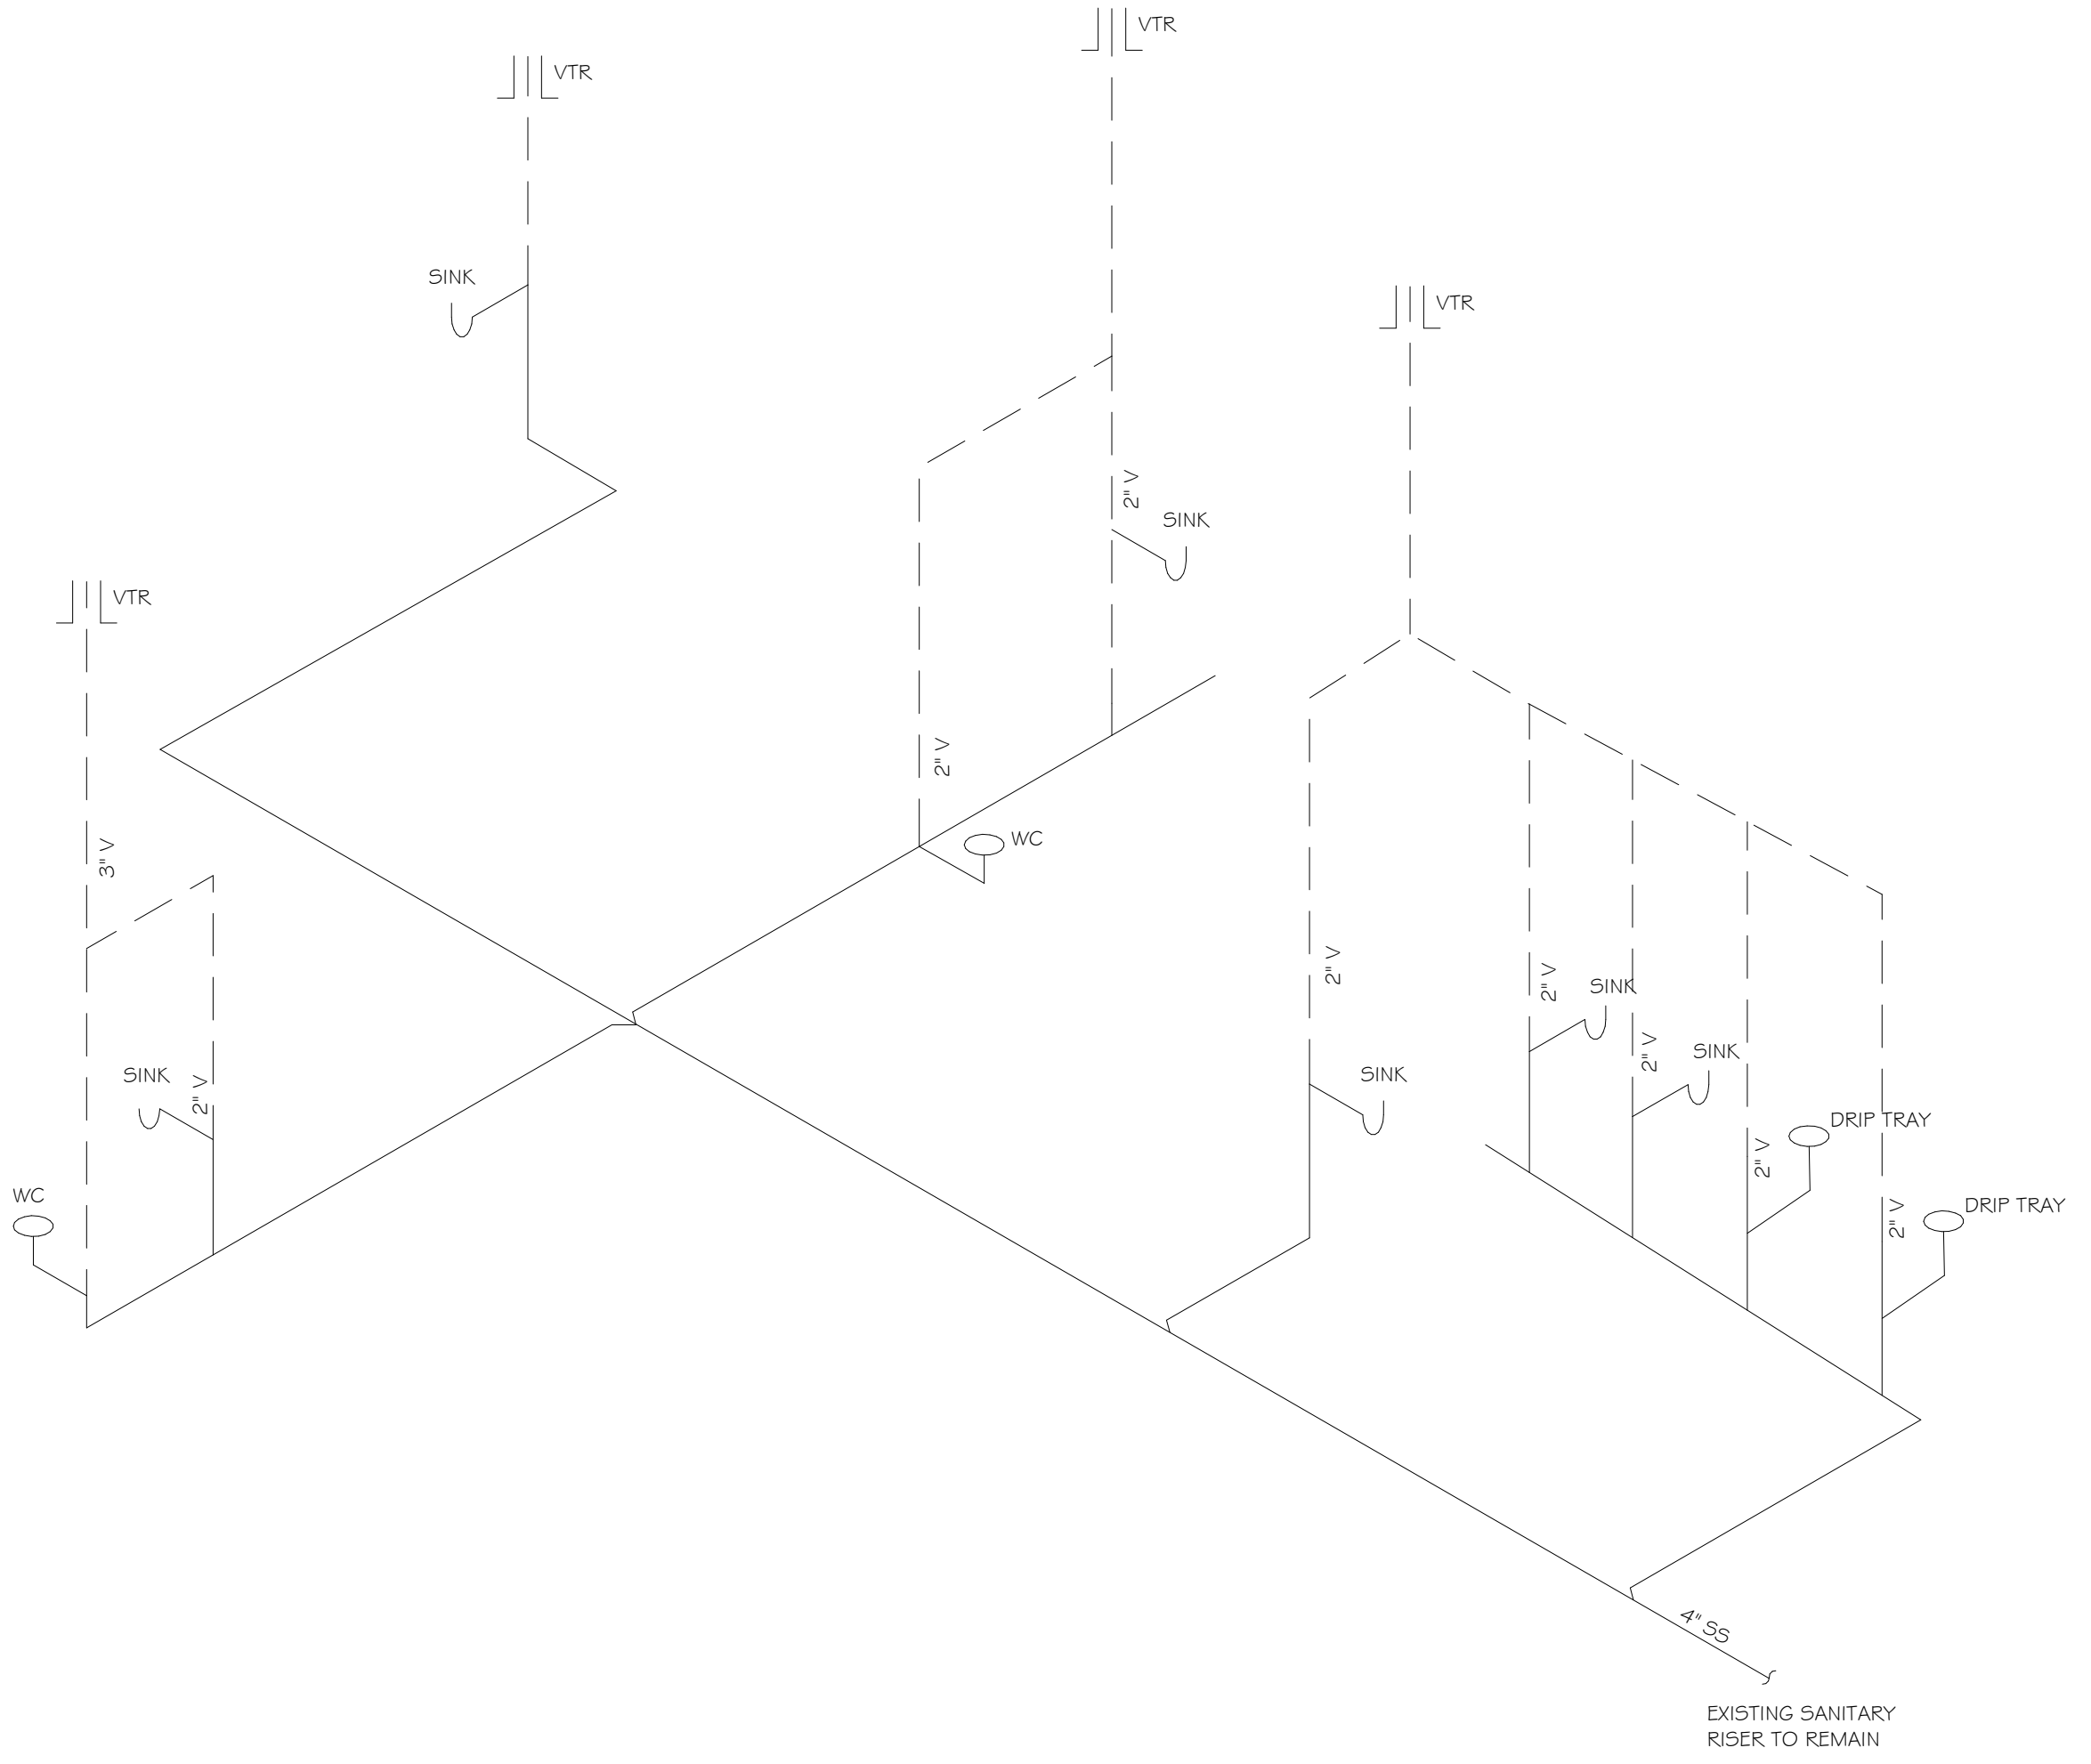 VTR
VTR
SINK
VTR
2" V
SINK
VTR
2" V
WC
3" V
2" V
2" V
SINK
2" V
SINK
SINK
2" V
SINK
DRIP TRAY
2" V
WC
DRIP TRAY
2" V
4" SS
EXISTING SANITARY
RISER TO REMAIN